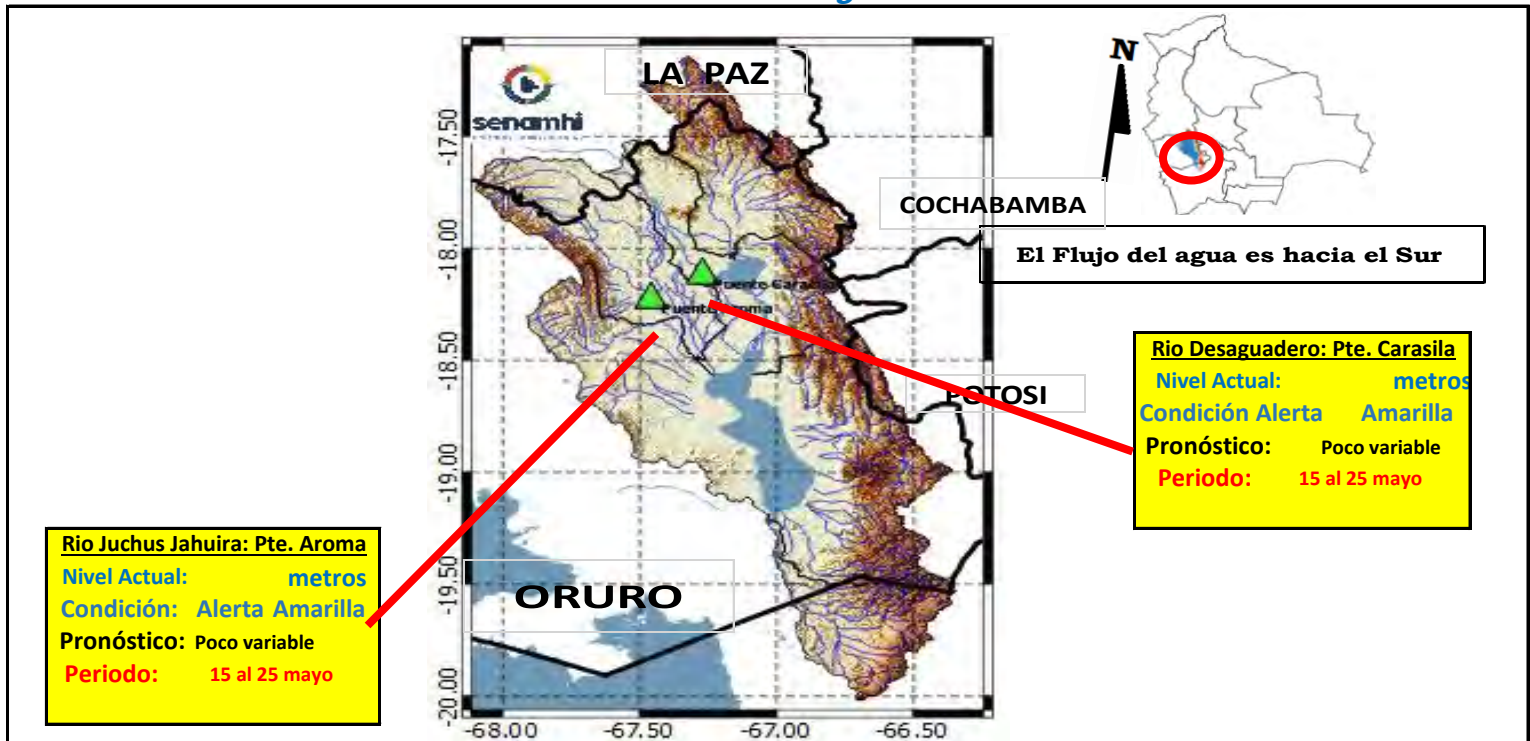 LA PAZ
senamhi
N
COCHABAMBA
El Flujo del agua es hacia el Sur
Puente
Puente
POTOSI
ORURO
Rio Desaguadero: Pte. Carasila
Nivel Actual: metros
Condición Alerta Amarilla
Pronóstico: Poco variable
Periodo: 15 al 25 mayo
Rio Juchus Jahuira: Pte. Aroma
Nivel Actual: metros
Condición: Alerta Amarilla
Pronóstico: Poco variable
Periodo: 15 al 25 mayo
-17.50
-18.00
-18.50
-19.00
-19.50
-20.00
-68.00 -67.50 -67.00 -66.50